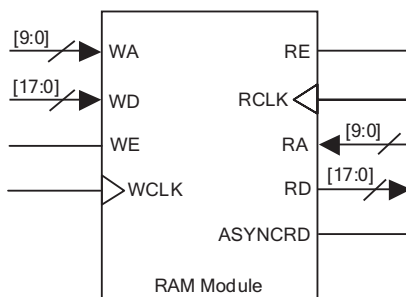 [9:0]
WA
RE
[17:0]
WD
RCLK
[9:0]
WE
RA
[17:0]
WCLK
RD
ASYNCRD
RAM Module